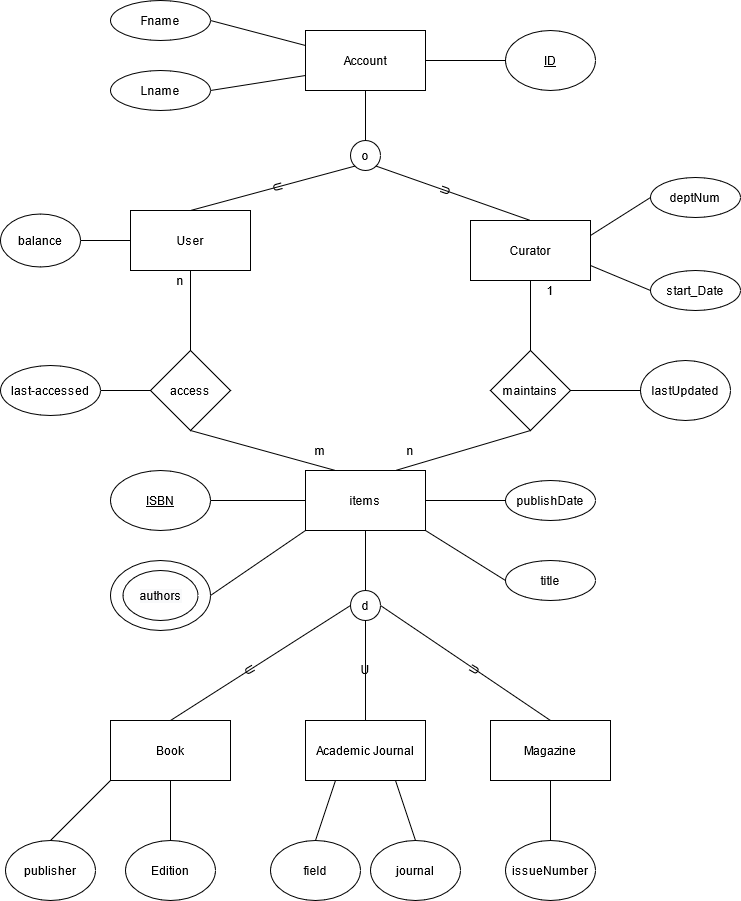 Fname
Account
ID
Lname
o
U
U
deptNum
balance
User
Curator
n
1
start_Date
last-accessed
access
maintains
lastUpdated
m
n
ISBN
items
publishDate
authors
title
d
U
U
U
Book
Academic Journal
Magazine
publisher
Edition
field
journal
issueNumber